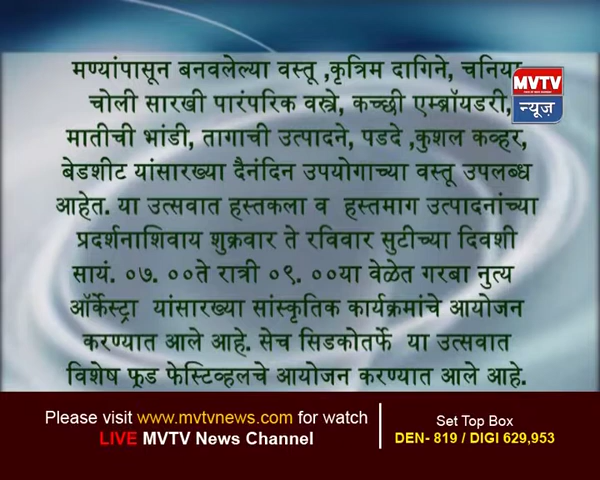 मण्यांपासून बनवलेल्या वस्तू ,कृत्रिम दागिने, चनिया
चोली सारखी पारंपरिक वस्त्रे, कच्छी एम्ब्रॉयडरी,
मातीची भांडी, तागाची उत्पादने, पडदे ,कुशल कव्हर,
बेडशीट यांसारख्या दैनंदिन उपयोगाच्या वस्तू उपलब्ध
आहेत. या उत्सवात हस्तकला व हस्तमाग उत्पादनांच्या
प्रदर्शनाशिवाय शुक्रवार ते रविवार सुटीच्या दिवशी
सायं. ०७. ००ते रात्री ०९. ००या वेळेत गरबा नुत्य
ऑर्केस्ट्रा यांसारख्या सांस्कृतिक कार्यक्रमांचे आयोजन
करण्यात आले आहे. सेच सिडकोतर्फे या उत्सवात
विशेष फूड फेस्टिव्हलचे आयोजन करण्यात आले आहे.
MVTV
न्यूज़
Please visit www.mvtvnews.com for watch
LIVE MVTV News Channel
Set Top Box
DEN- 819 / DIGI 629,953